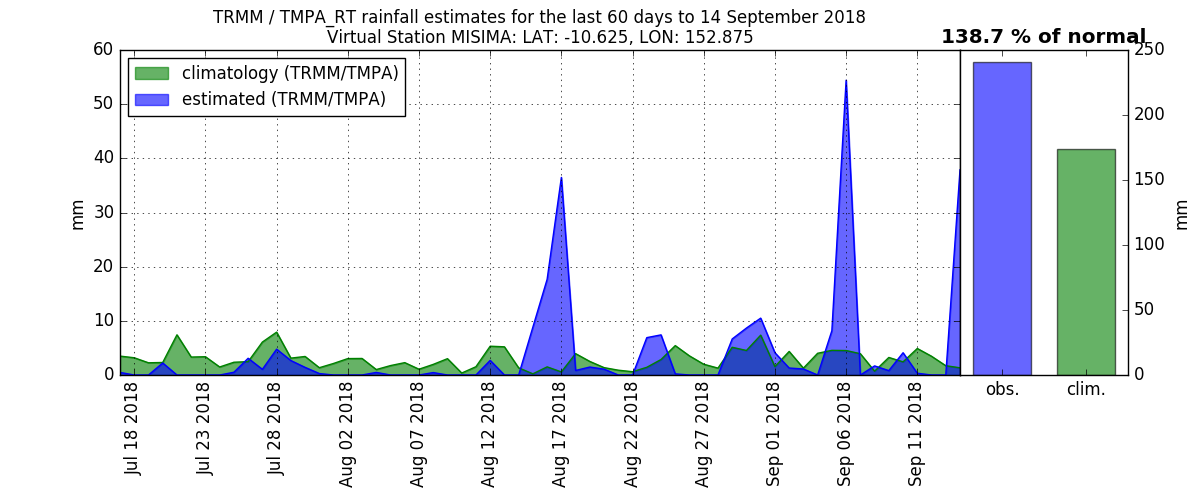 TRMM / TMPA_RT rainfall estimates for the last 60 days to 14 September 2018
Virtual Station MISIMA: LAT: -10.625, LON: 152.875
138.7 % of normal
climatology (TRMM/TMPA)
estimated (TRMM/TMPA)
60
50
40
30
20
10
0
mm
250
200
150
100
50
0
mm
Jul 18 2018
Jul 23 2018
Jul 28 2018
Aug 02 2018
Aug 07 2018
Aug 12 2018
Aug 17 2018
Aug 22 2018
Aug 27 2018
Sep 01 2018
Sep 06 2018
Sep 11 2018
obs.
clim.